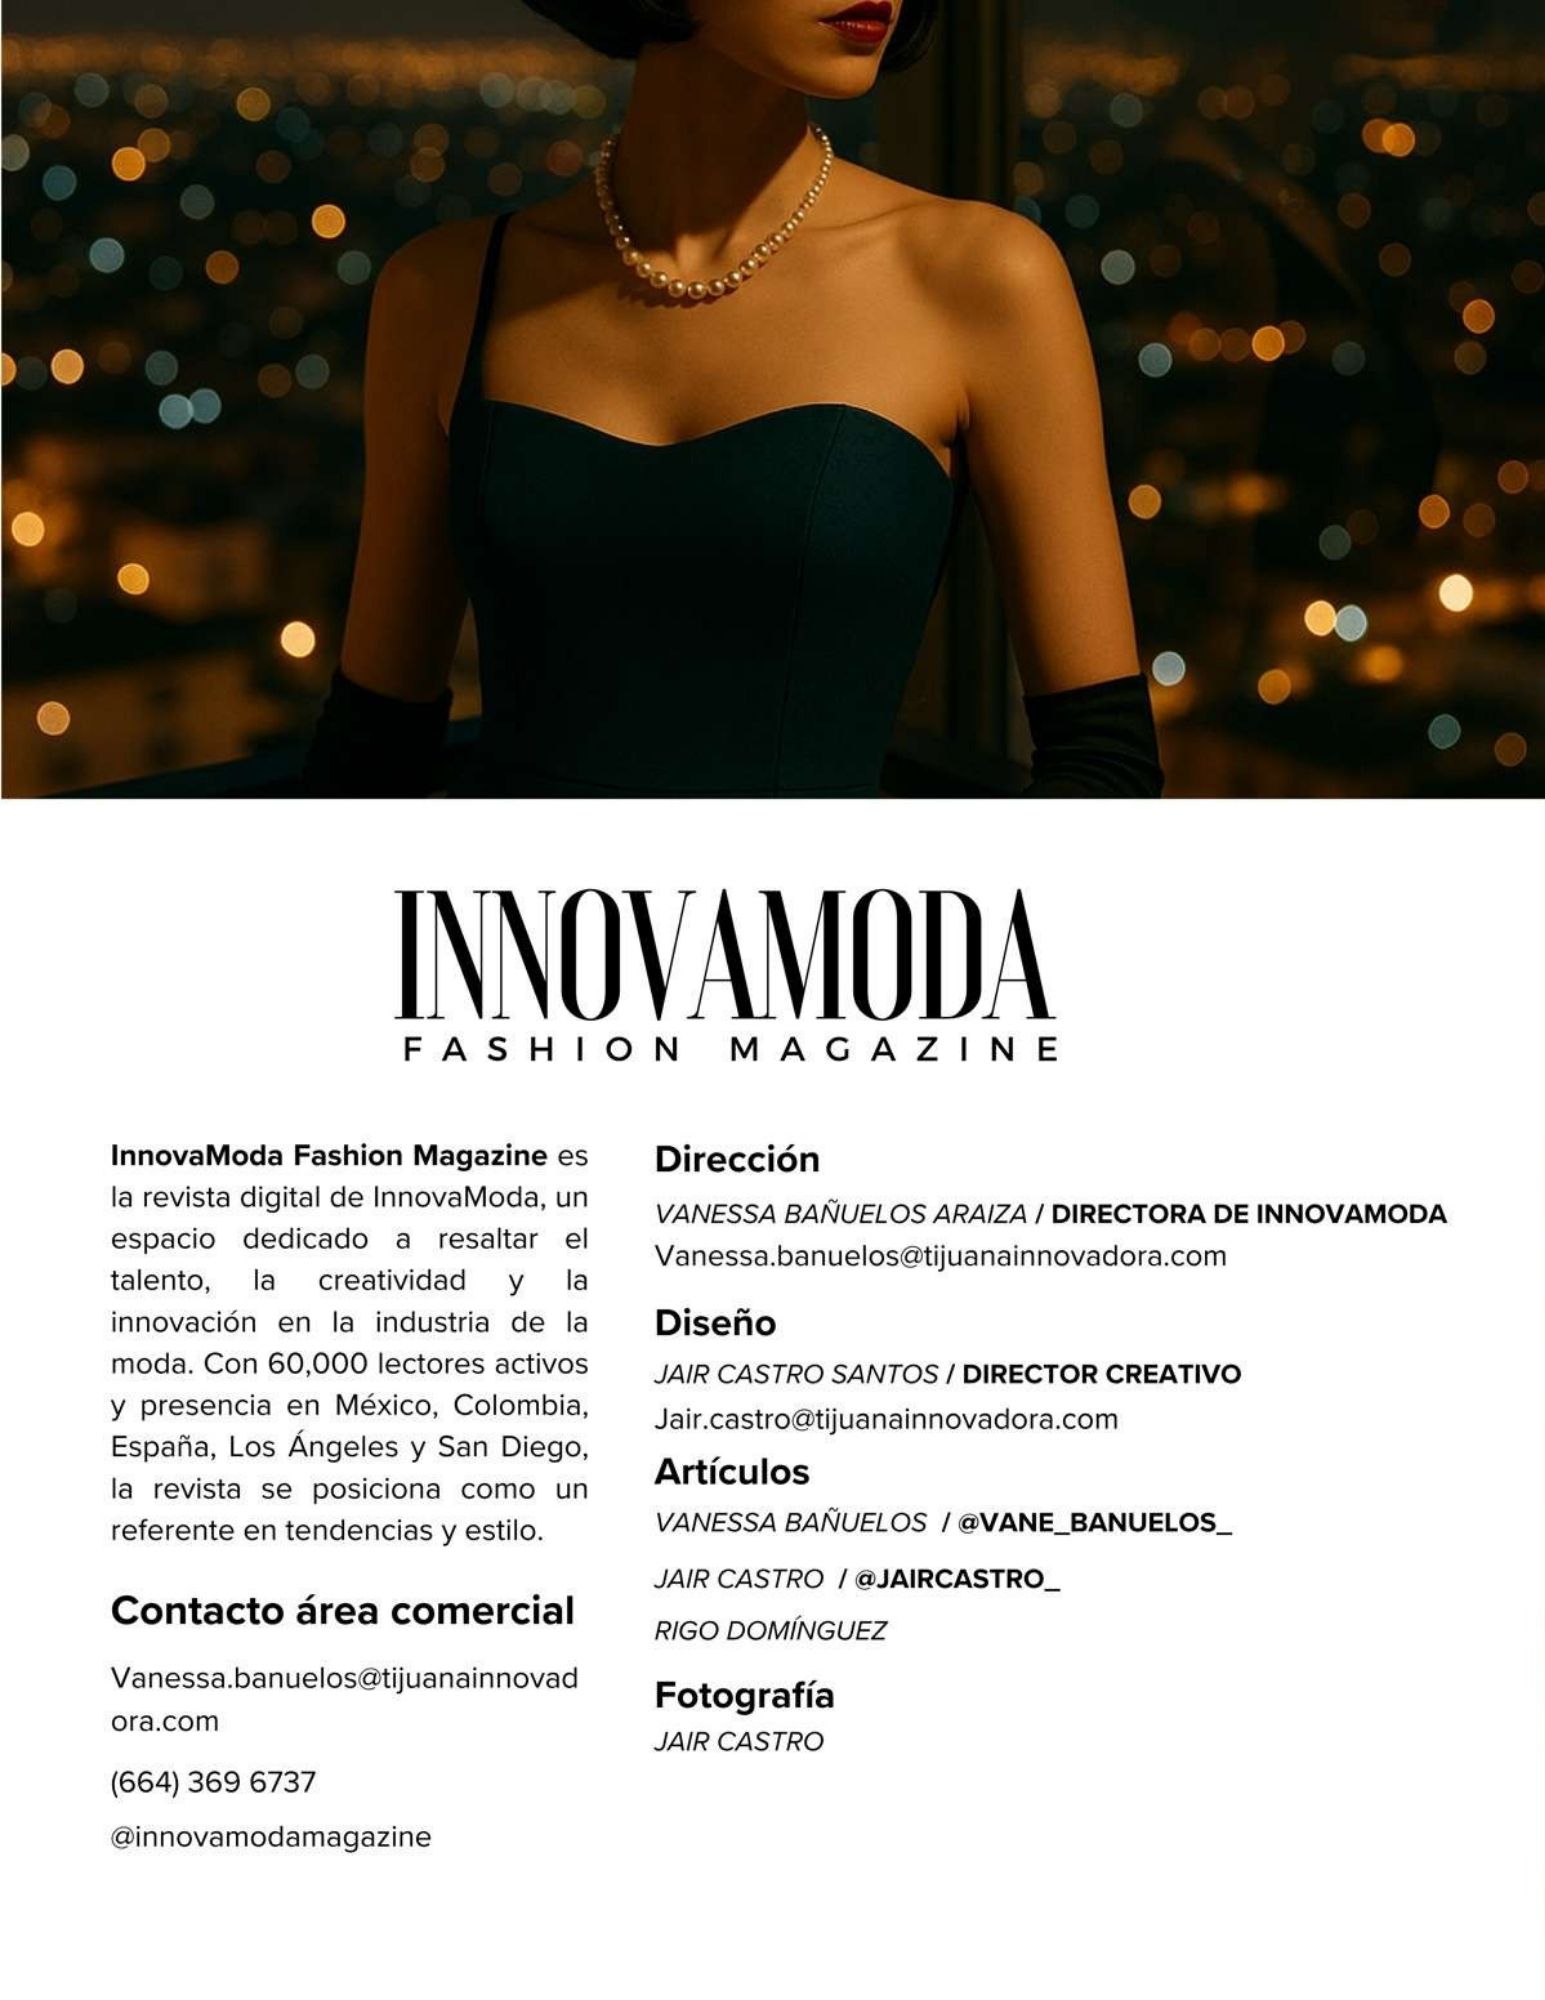 INNOVAMODA
FASHION MAGAZINE
InnovaModa Fashion Magazine es
la revista digital de InnovaModa, un
espacio dedicado a resaltar el
talento, la creatividad y la
innovación en la industria de la
moda. Con 60,000 lectores activos
y presencia en México, Colombia,
España, Los Ángeles y San Diego,
la revista se posiciona como un
referente en tendencias y estilo.
Contacto área comercial
Vanessa.banuelos@tijuanainnovad
ora.com
(664) 369 6737
@innovamodamagazine
Dirección
VANESSA BAÑUELOS ARAIZA / DIRECTORA DE INNOVAMODA
Vanessa.banuelos@tijuanainnovadora.com
Diseño
JAIR CASTRO SANTOS / DIRECTOR CREATIVO
Jair.castro@tijuanainnovadora.com
Artículos
VANESSA BAÑUELOS / @VANE_BANUELOS_
JAIR CASTRO / @JAIRCASTRO_
RIGO DOMÍNGUEZ
Fotografía
JAIR CASTRO